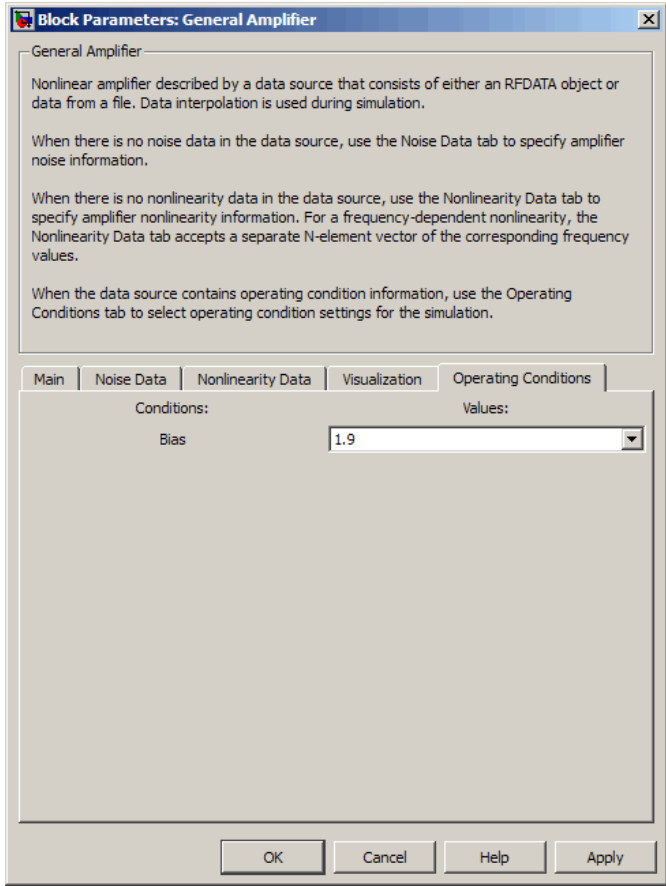 Block Parameters: General Amplifier
General Amplifier
Nonlinear amplifier described by a data source that consists of either an RFDATA object or
data from a file. Data interpolation is used during simulation.
When there is no noise data in the data source, use the Noise Data tab to specify amplifier
noise information.
When there is no nonlinearity data in the data source, use the Nonlinearity Data tab to
specify amplifier nonlinearity information. For a frequency-dependent nonlinearity, the
Nonlinearity Data tab accepts a separate N-element vector of the corresponding frequency
values.
When the data source contains operating condition information, use the Operating
Conditions tab to select operating condition settings for the simulation.
Main Noise Data Nonlinearity Data Visualization Operating Conditions
Conditions: Values:
Bias 1.9
OK Cancel Help Apply